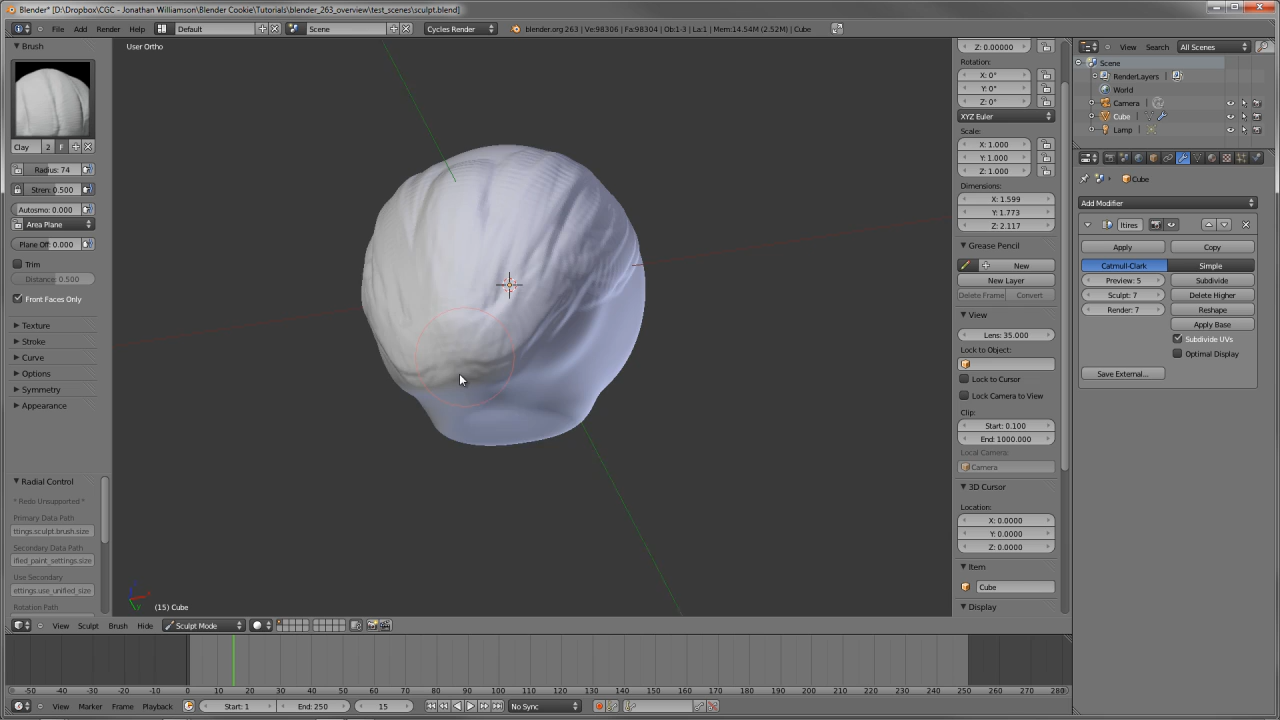 Blender* [D:\Dropbox\CGC - Jonathan Williamson\Blender Cookie\Tutorials\blender_263_overview\test_scenes\sculpt.blend]
File Add Render Help Default Scene Cycles Render blender.org 263 | Ve:98306 | Fa:98304 | Ob:1-3 | La:1 | Mem:14.54M (2.52M) | Cube
View Search All Scenes
Brush
User Ortho
Clay 2 F
Radius: 74
Stren: 0.500
Autosmo: 0.000
Area Plane
Plane Off: 0.000
Trim
Distance: 0.500
Front Faces Only
Texture
Stroke
Curve
Options
Symmetry
Appearance
Radial Control
* Redo Unsupported *
Primary Data Path
ttings.sculpt.brush.size
Secondary Data Path
ified_paint_settings.size
Use Secondary
ettings.use_unified_size
Rotation Path
(15) Cube
Z: 0.00000
Rotation:
X: 0°
Y: 0°
Z: 0°
XYZ Euler
Scale:
X: 1.000
Y: 1.000
Z: 1.000
Dimensions:
X: 1.599
Y: 1.773
Z: 2.117
Grease Pencil
New
New Layer
Delete Frame Convert
View
Lens: 35.000
Lock to Object:
Lock to Cursor
Lock Camera to View
Clip:
Start: 0.100
End: 1000.000
Local Camera:
Camera
3D Cursor
Location:
X: 0.0000
Y: 0.0000
Z: 0.0000
Item
Cube
Display
Scene
RenderLayers
World
Camera
Cube
Lamp
Cube
Add Modifier
ltires
Apply Copy
Catmull-Clark Simple
Preview: 5 Subdivide
Sculpt: 7 Delete Higher
Render: 7 Reshape
Apply Base
Subdivide UVs
Optimal Display
Save External...
View Sculpt Brush Hide Sculpt Mode
-50 -40 -30 -20 -10 0 10 20 30 40 50 60 70 80 90 100 110 120 130 140 150 160 170 180 190 200 210 220 230 240 250 260 270 280
View Marker Frame Playback Start: 1 End: 250 15 No Sync